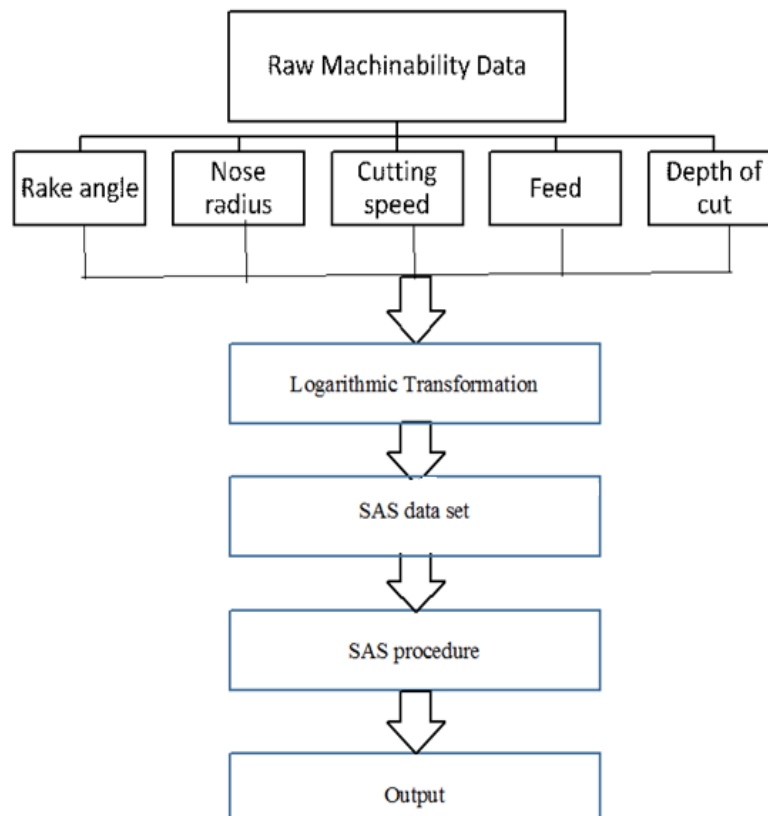 Raw Machinability Data
Rake angle
Nose
radius
Cutting
speed
Feed
Depth of
cut
Logarithmic Transformation
SAS data set
SAS procedure
Output